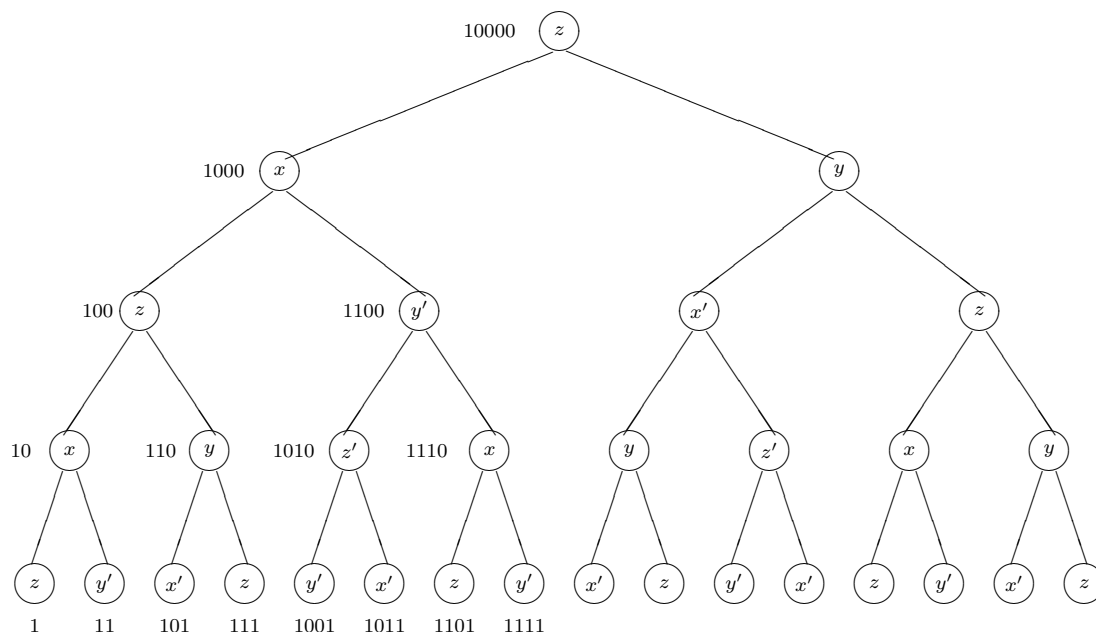 10000 z
1000 x y
100 z 1100 y′ x′ z
10 x 110 y 1010 z′ 1110 x y z′ x y
z y′ x′ z y′ x′ z y′ x′ z y′ x′ z y′ x′ z
1 11 101 111 1001 1011 1101 1111